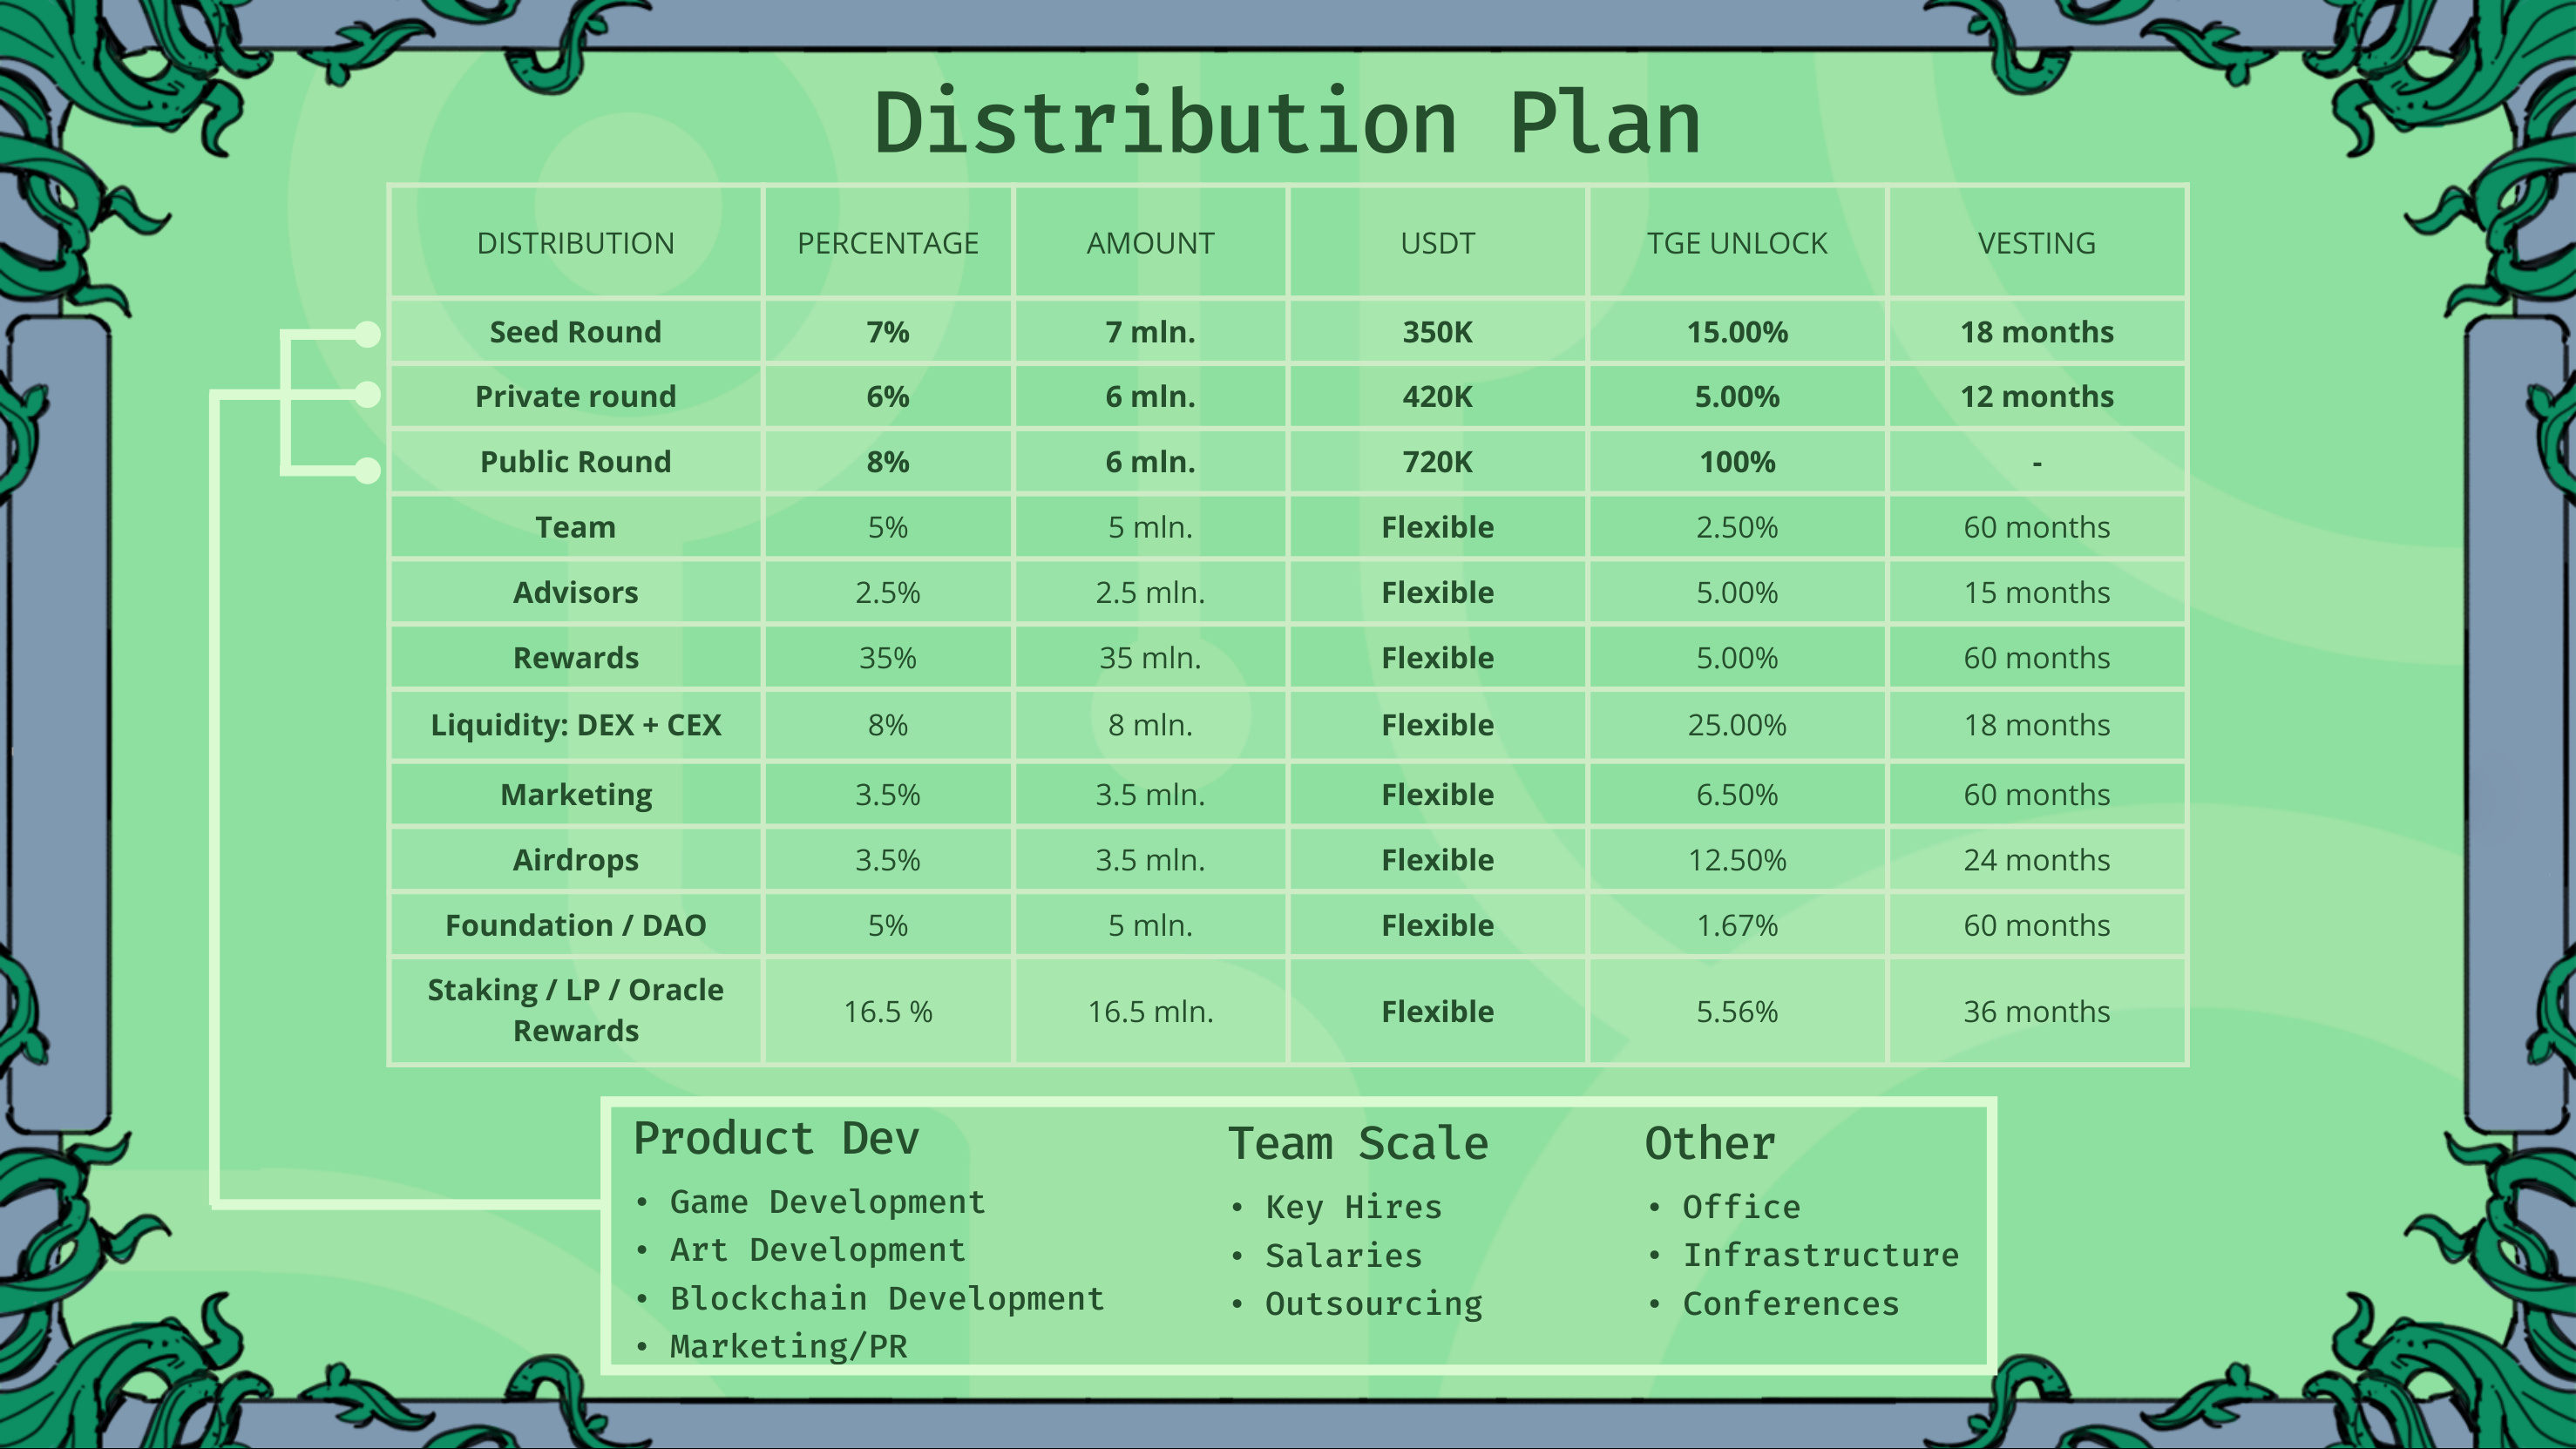 Distribution Plan
DISTRIBUTION PERCENTAGE AMOUNT USDT TGE UNLOCK VESTING
Seed Round 7% 7 mln. 350K 15.00% 18 months
Private round 6% 6 mln. 420K 5.00% 12 months
Public Round 8% 6 mln. 720K 100% -
Team 5% 5 mln. Flexible 2.50% 60 months
Advisors 2.5% 2.5 mln. Flexible 5.00% 15 months
Rewards 35% 35 mln. Flexible 5.00% 60 months
Liquidity: DEX + CEX 8% 8 mln. Flexible 25.00% 18 months
Marketing 3.5% 3.5 mln. Flexible 6.50% 60 months
Airdrops 3.5% 3.5 mln. Flexible 12.50% 24 months
Foundation / DAO 5% 5 mln. Flexible 1.67% 60 months
Staking / LP / Oracle
Rewards 16.5 % 16.5 mln. Flexible 5.56% 36 months
Product Dev
• Game Development
• Art Development
• Blockchain Development
• Marketing/PR
Team Scale
• Key Hires
• Salaries
• Outsourcing
Other
• Office
• Infrastructure
• Conferences